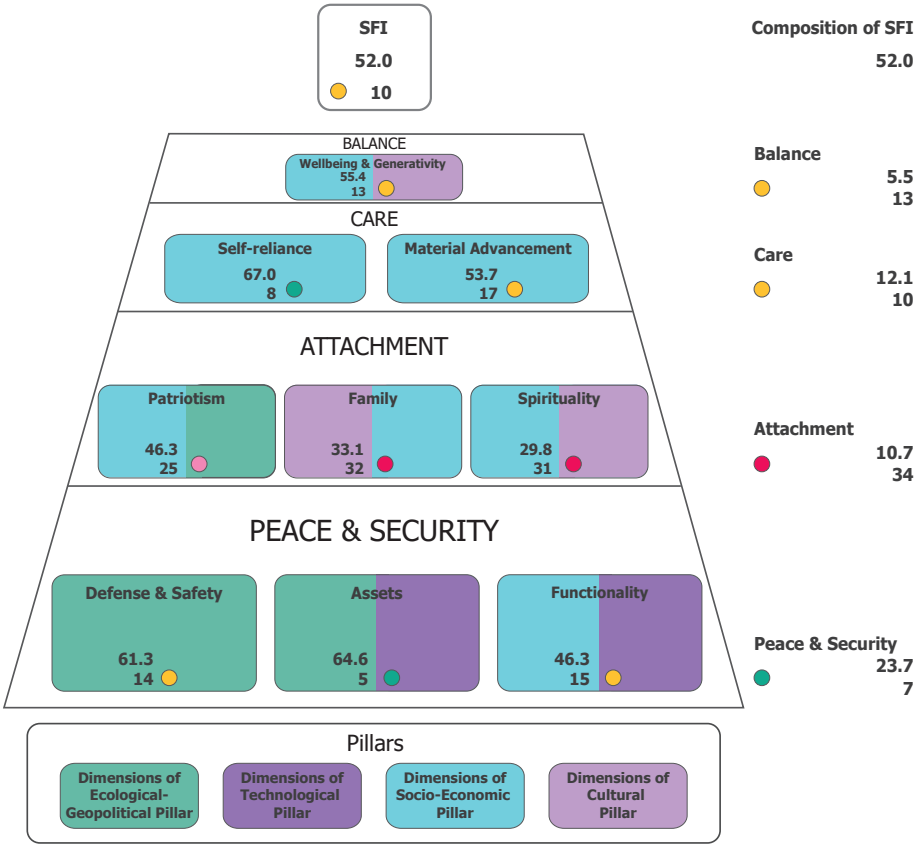 SFI
52.0
10
Composition of SFI
52.0
BALANCE
Wellbeing & Generativity
55.4
13
Balance
5.5
13
CARE
Self-reliance
67.0
8
Material Advancement
53.7
17
Care
12.1
10
ATTACHMENT
Patriotism
46.3
25
Family
33.1
32
Spirituality
29.8
31
Attachment
10.7
34
PEACE & SECURITY
Defense & Safety
61.3
14
Assets
64.6
5
Functionality
46.3
15
Peace & Security
23.7
7
Pillars
Dimensions of
Ecological-
Geopolitical Pillar
Dimensions of
Technological
Pillar
Dimensions of
Socio-Economic
Pillar
Dimensions of
Cultural
Pillar